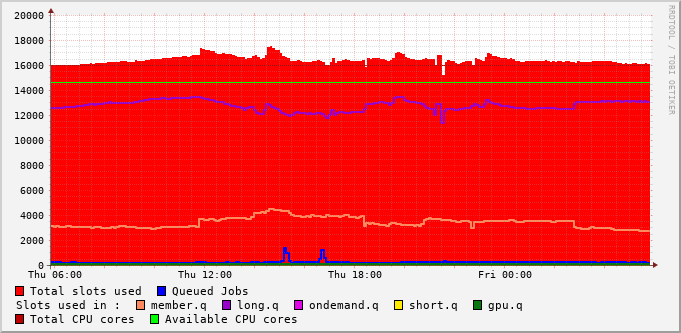 20000
18000
16000
14000
12000
10000
8000
6000
4000
2000
0
Thu 06:00 Thu 12:00 Thu 18:00 Fri 00:00
Total slots used Queued Jobs
Slots used in : member.q long.q ondemand.q short.q gpu.q
Total CPU cores Available CPU cores
RRDTOOL / TOBI OETIKER